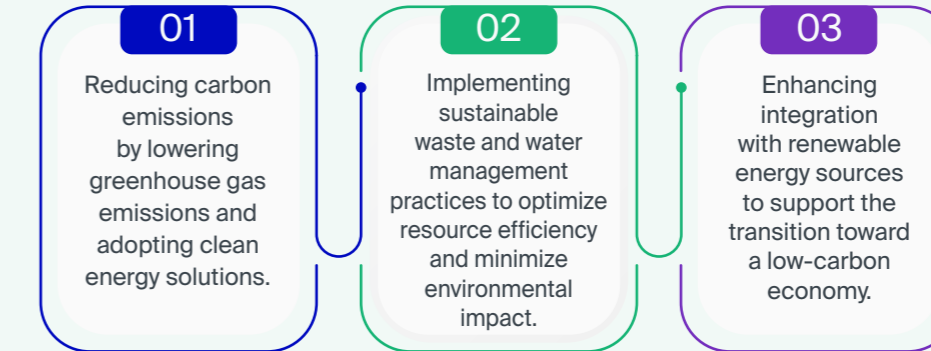 01
Reducing carbon
emissions
by lowering
greenhouse gas
emissions and
adopting clean
energy solutions.
02
Implementing
sustainable
waste and water
management
practices to optimize
resource efficiency
and minimize
environmental
impact.
03
Enhancing
integration
with renewable
energy sources
to support the
transition toward
a low-carbon
economy.